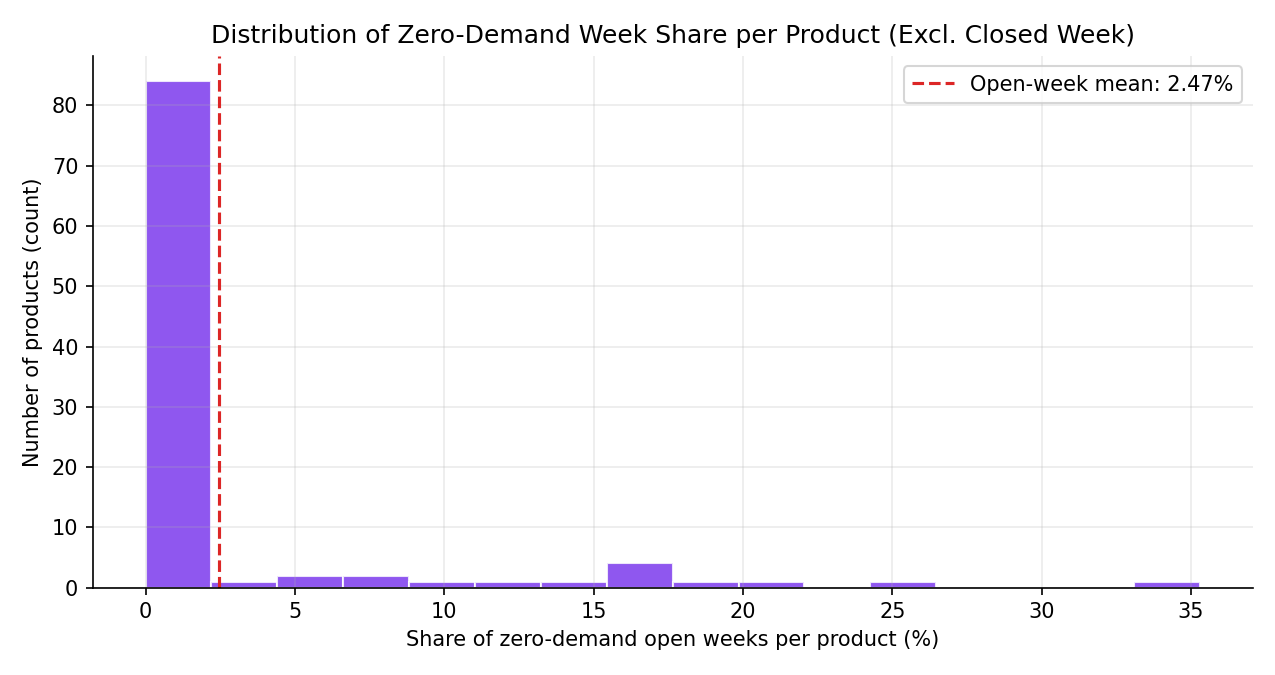 Distribution of Zero-Demand Week Share per Product (Excl. Closed Week)
Open-week mean: 2.47%
Number of products (count)
80
70
60
50
40
30
20
10
0
0 5 10 15 20 25 30 35
Share of zero-demand open weeks per product (%)